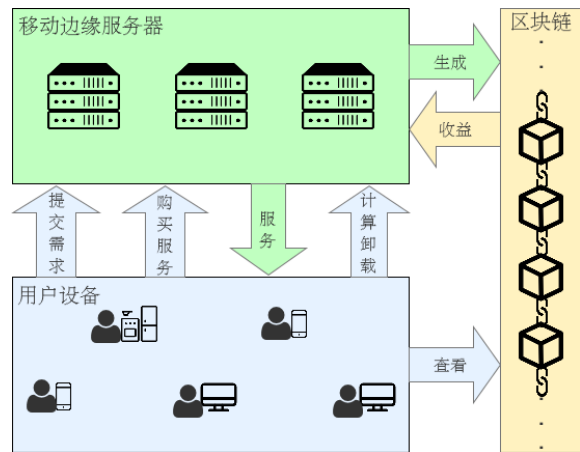 移动边缘服务器
区块链
生成
收益
提交需求
购买服务
服务
计算卸载
用户设备
查看